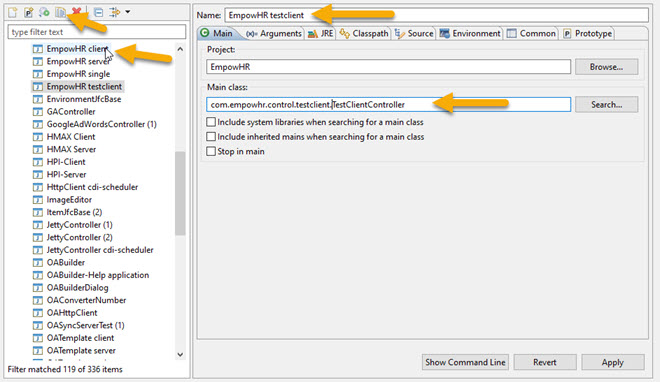 type filter text
EmpowHR client
EmpowHR server
EmpowHR single
EmpowHR testclient
EnvironmentJfcBase
GAController
GoogleAdWordsController (1)
HMAX Client
HMAX Server
HPI-Client
HPI-Server
HttpClient cdi-scheduler
ImageEditor
ItemJfcBase (2)
JettyController (1)
JettyController (2)
JettyController cdi-scheduler
OABuilder
OABuilder-Help application
OABuilderDialog
OAConverterNumber
OAHttpClient
OASyncServerTest (1)
OATemplate client
OATemplate server
Filter matched 119 of 336 items
Name: EmpowHR testclient
Main Arguments JRE Classpath Source Environment Common Prototype
Project:
EmpowHR Browse...
Main class:
com.empowhr.control.testclient.TestClientController Search...
Include system libraries when searching for a main class
Include inherited mains when searching for a main class
Stop in main
Show Command Line Revert Apply